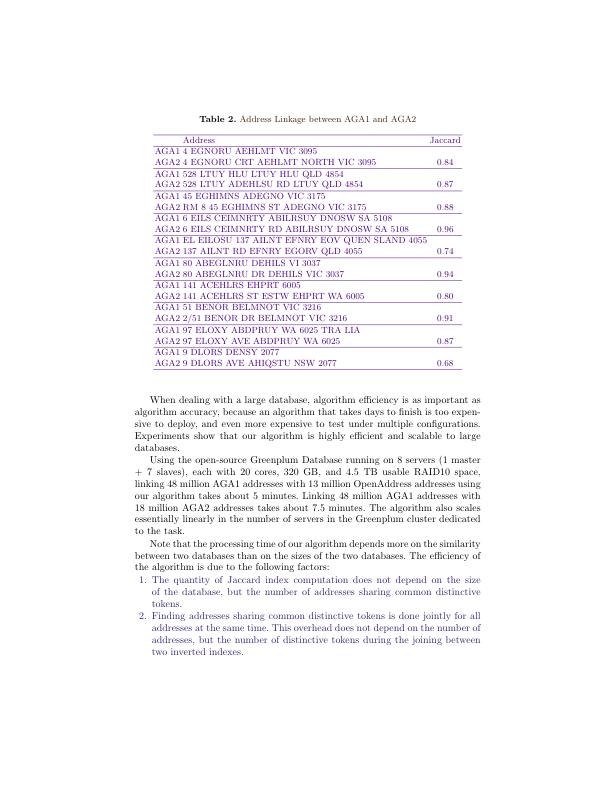 Table 2. Address Linkage between AGA1 and AGA2
Address Jaccard
AGA1 4 EGNORU AEHLMT VIC 3095
AGA2 4 EGNORU CRT AEHLMT NORTH VIC 3095 0.84
AGA1 528 LTUY HLU LTUY HLU QLD 4854
AGA2 528 LTUY ADEHLSU RD LTUY QLD 4854 0.87
AGA1 45 EGHIMNS ADEGNO VIC 3175
AGA2 RM 8 45 EGHIMNS ST ADEGNO VIC 3175 0.88
AGA1 6 EILS CEIMNRTY ABILRSUY DNOSW SA 5108
AGA2 6 EILS CEIMNRTY RD ABILRSUY DNOSW SA 5108 0.96
AGA1 EL EILOSU 137 AILNT EFNRY EOV QUEN SLAND 4055
AGA2 137 AILNT RD EFNRY EGORV QLD 4055 0.74
AGA1 80 ABEGLNRU DEHILS VI 3037
AGA2 80 ABEGLNRU DR DEHILS VIC 3037 0.94
AGA1 141 ACEHLRS EHPRT 6005
AGA2 141 ACEHLRS ST ESTW EHPRT WA 6005 0.80
AGA1 51 BENOR BELMNOT VIC 3216
AGA2 2/51 BENOR DR BELMNOT VIC 3216 0.91
AGA1 97 ELOXY ABDPRUY WA 6025 TRA LIA
AGA2 97 ELOXY AVE ABDPRUY WA 6025 0.87
AGA1 9 DLORS DENSY 2077
AGA2 9 DLORS AVE AHIQSTU NSW 2077 0.68
When dealing with a large database, algorithm efficiency is as important as
algorithm accuracy, because an algorithm that takes days to finish is too expen-
sive to deploy, and even more expensive to test under multiple configurations.
Experiments show that our algorithm is highly efficient and scalable to large
databases.
Using the open-source Greenplum Database running on 8 servers (1 master
+ 7 slaves), each with 20 cores, 320 GB, and 4.5 TB usable RAID10 space,
linking 48 million AGA1 addresses with 13 million OpenAddress addresses using
our algorithm takes about 5 minutes. Linking 48 million AGA1 addresses with
18 million AGA2 addresses takes about 7.5 minutes. The algorithm also scales
essentially linearly in the number of servers in the Greenplum cluster dedicated
to the task.
Note that the processing time of our algorithm depends more on the similarity
between two databases than on the sizes of the two databases. The efficiency of
the algorithm is due to the following factors:
1. The quantity of Jaccard index computation does not depend on the size
of the database, but the number of addresses sharing common distinctive
tokens.
2. Finding addresses sharing common distinctive tokens is done jointly for all
addresses at the same time. This overhead does not depend on the number of
addresses, but the number of distinctive tokens during the joining between
two inverted indexes.